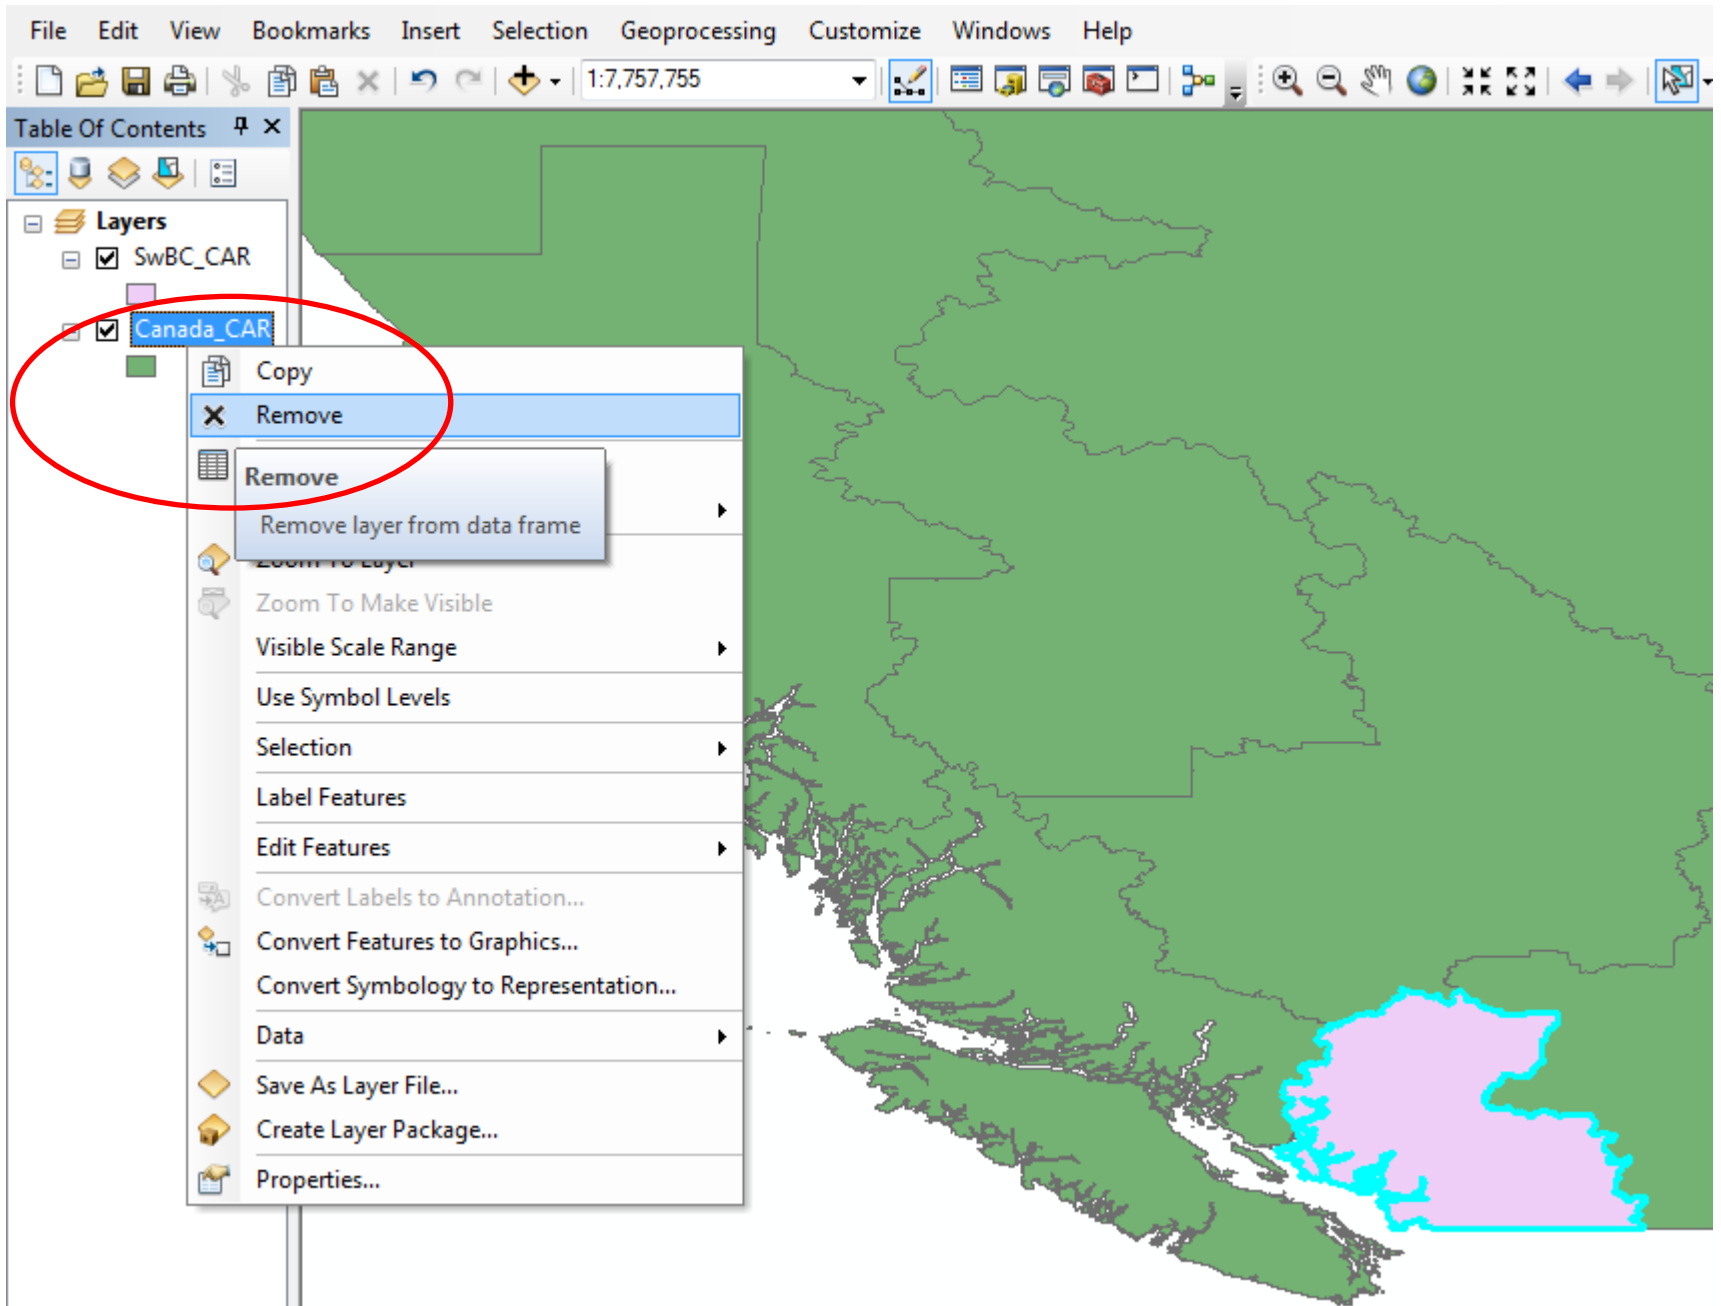 File Edit View Bookmarks Insert Selection Geoprocessing Customize Windows Help
1:7,757,755
Table Of Contents
Layers
SwBC_CAR
Canada_CAR
Copy
Remove
Remove
Remove layer from data frame
Zoom To Layer
Zoom To Make Visible
Visible Scale Range
Use Symbol Levels
Selection
Label Features
Edit Features
Convert Labels to Annotation...
Convert Features to Graphics...
Convert Symbology to Representation...
Data
Save As Layer File...
Create Layer Package...
Properties...